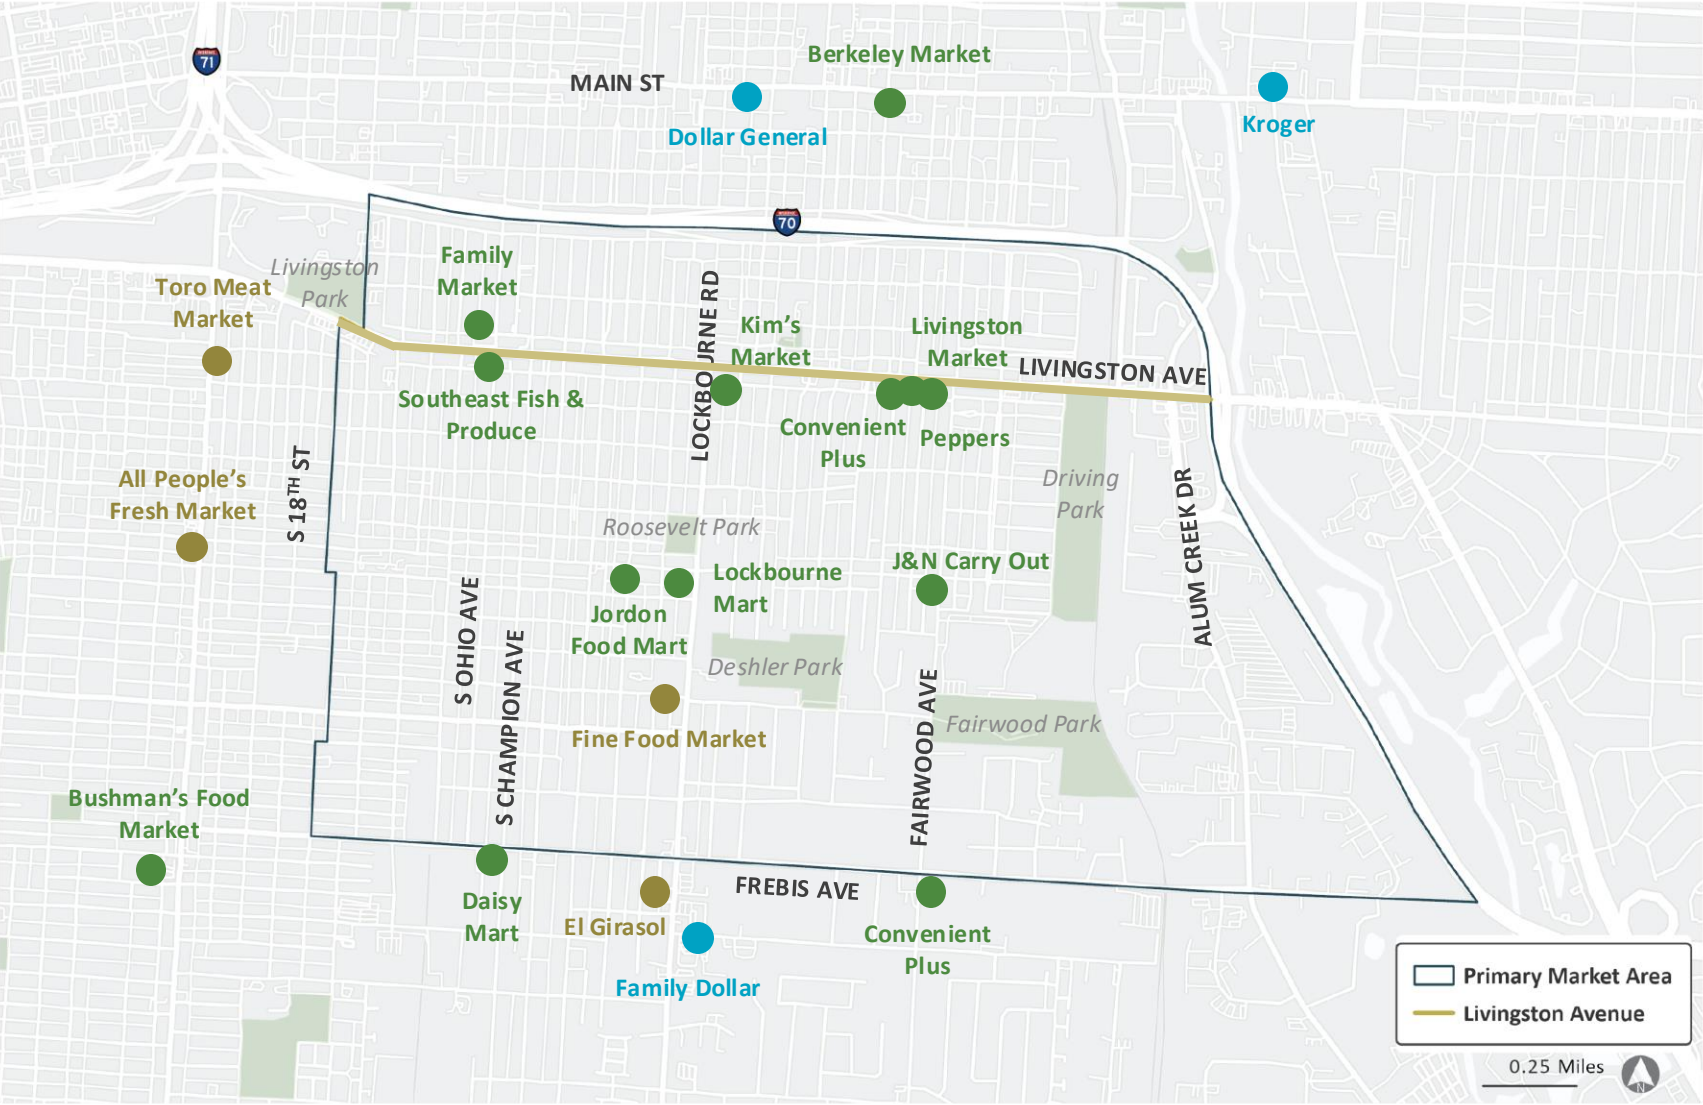 71
MAIN ST
Berkeley Market
Dollar General
Kroger
70
Livingston
Park
Family
Market
Toro Meat
Market
LOCKBOURNE RD
Kim's
Market
Livingston
Market
LIVINGSTON AVE
Southeast Fish &
Produce
Convenient
Plus
Peppers
All People's
Fresh Market
S 18TH ST
Driving
Park
ALUM CREEK DR
Roosevelt Park
Lockbourne
Mart
J&N Carry Out
Jordon
Food Mart
S OHIO AVE
S CHAMPION AVE
Deshler Park
FAIRWOOD AVE
Fairwood Park
Fine Food Market
Bushman's Food
Market
FREBIS AVE
Daisy
Mart
El Girasol
Convenient
Plus
Family Dollar
Primary Market Area
Livingston Avenue
0.25 Miles
N